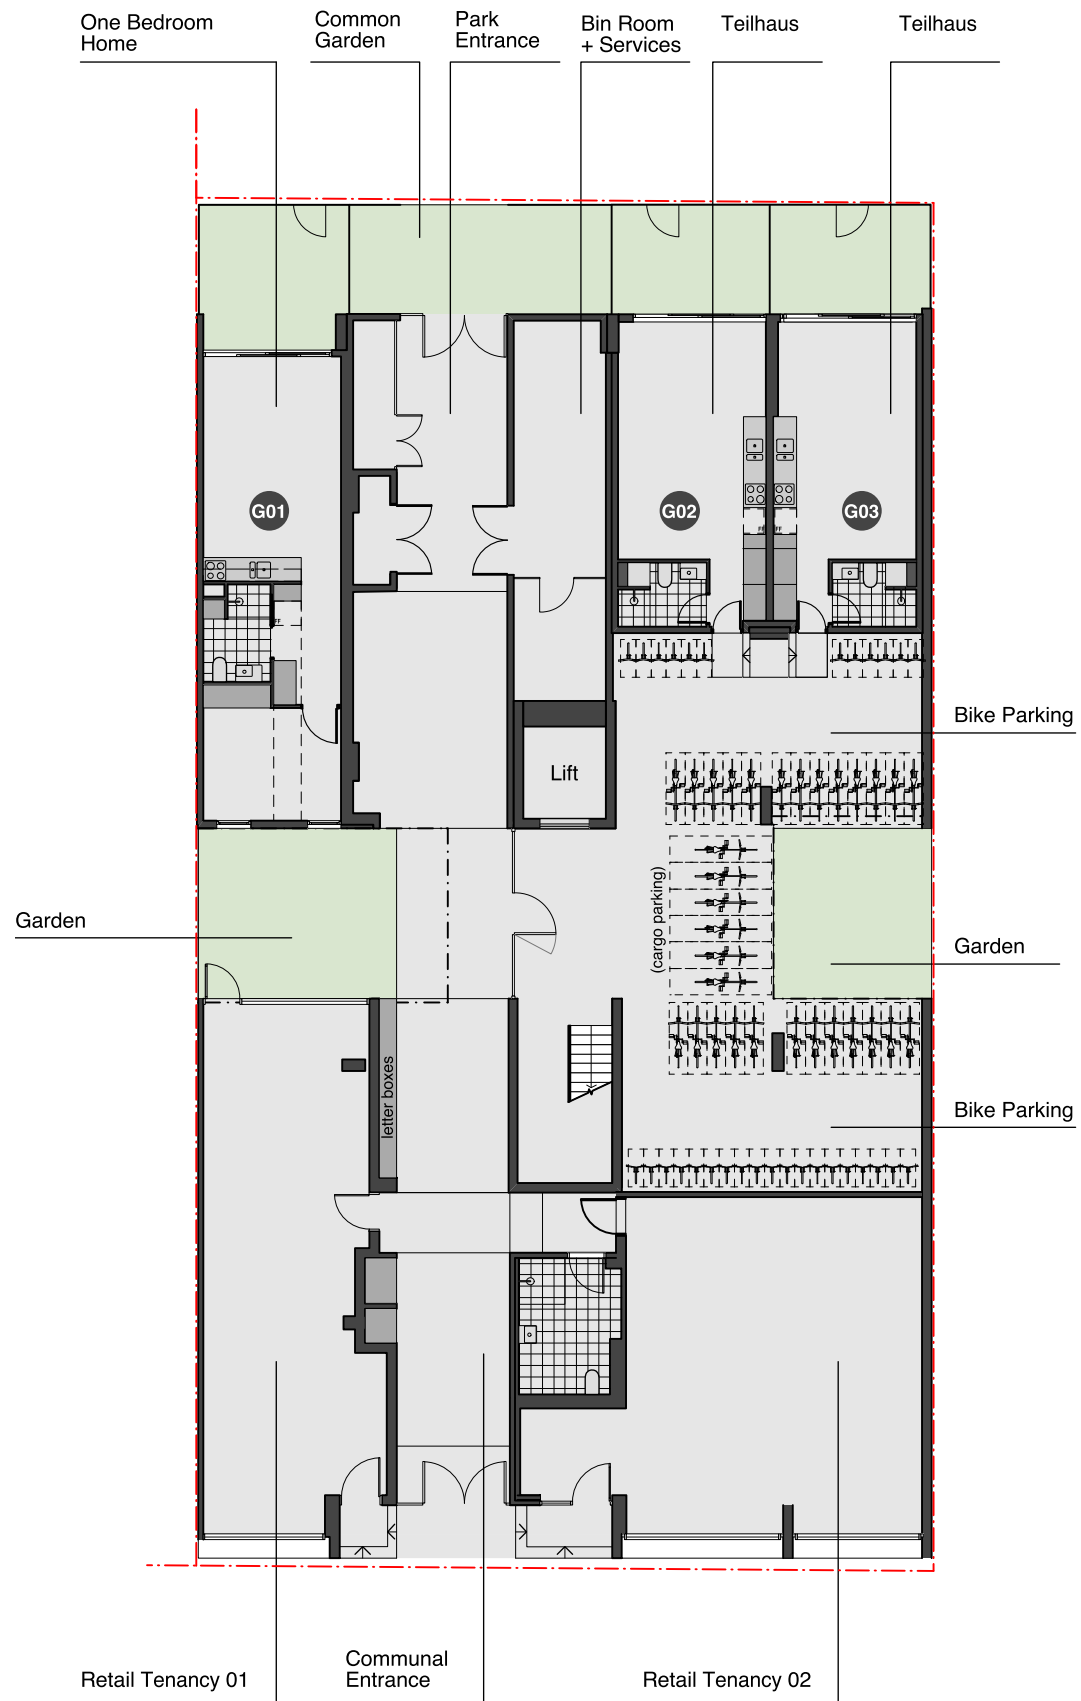 One Bedroom
Home
Common
Garden
Park
Entrance
Bin Room
+ Services
Teilhaus
Teilhaus
G01
G02
G03
Bike Parking
Lift
(cargo parking)
Garden
Garden
letter boxes
Bike Parking
Retail Tenancy 01
Communal
Entrance
Retail Tenancy 02